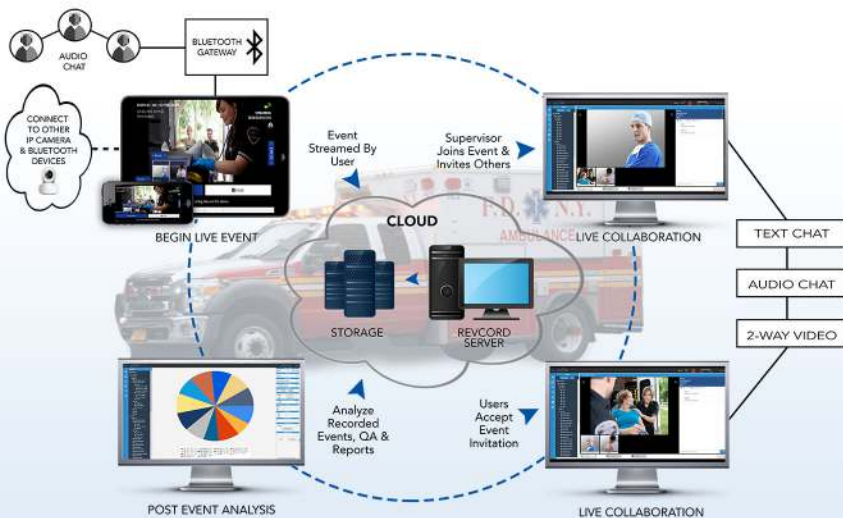 AUDIO
CHAT
BLUETOOTH
GATEWAY
CONNECT
TO OTHER
IP CAMERA
& BLUETOOTH
DEVICES
BEGIN LIVE EVENT
Event
Streamed By
User
Supervisor
Joins Event &
Invites Others
LIVE COLLABORATION
CLOUD
F.D. N.Y.
AMBULANCE
STORAGE
REVCORD
SERVER
TEXT CHAT
AUDIO CHAT
2-WAY VIDEO
Analyze
Recorded
Events, QA &
Reports
Users
Accept
Event
Invitation
POST EVENT ANALYSIS
LIVE COLLABORATION